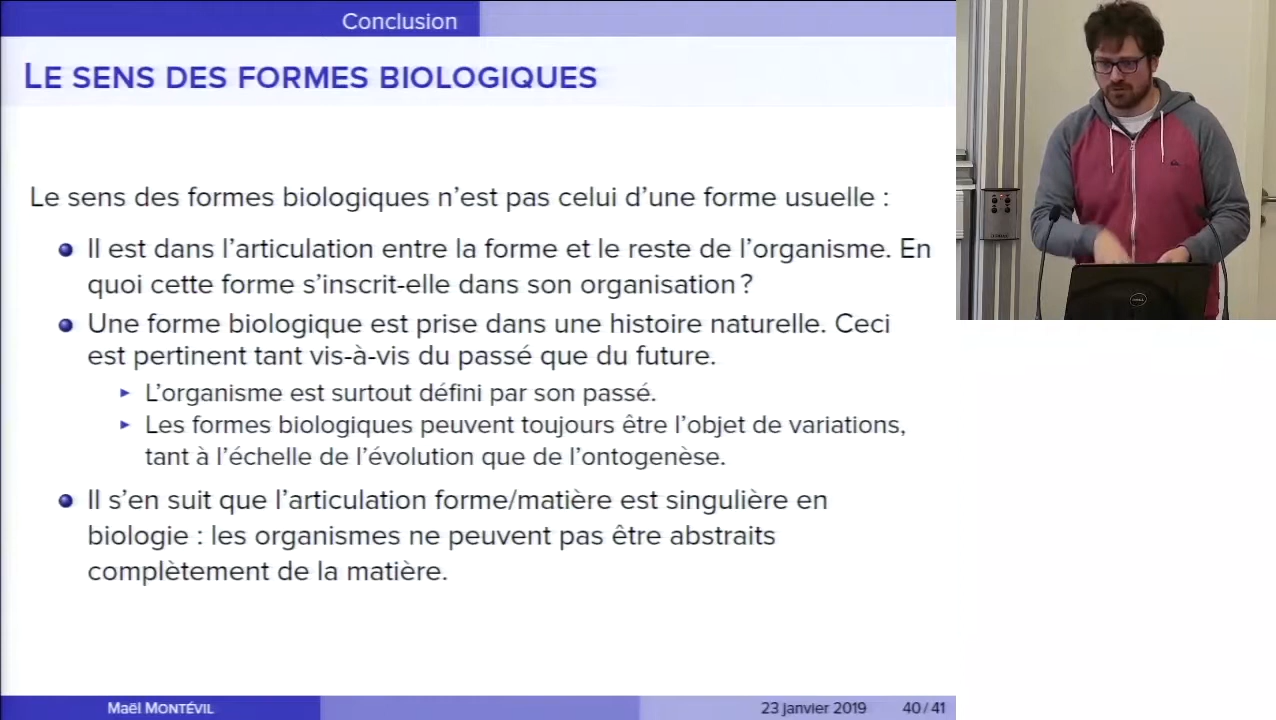 Conclusion
LE SENS DES FORMES BIOLOGIQUES
Le sens des formes biologiques n'est pas celui d'une forme usuelle :
Il est dans l'articulation entre la forme et le reste de l'organisme. En
quoi cette forme s'inscrit-elle dans son organisation ?
Une forme biologique est prise dans une histoire naturelle. Ceci
est pertinent tant vis-à-vis du passé que du future.
L'organisme est surtout défini par son passé.
Les formes biologiques peuvent toujours être l'objet de variations,
tant à l'échelle de l'évolution que de l'ontogenèse.
Il s'en suit que l'articulation forme/matière est singulière en
biologie : les organismes ne peuvent pas être abstraits
complètement de la matière.
Maël MONTÉVIL
23 janvier 2019
40 / 41
DELL